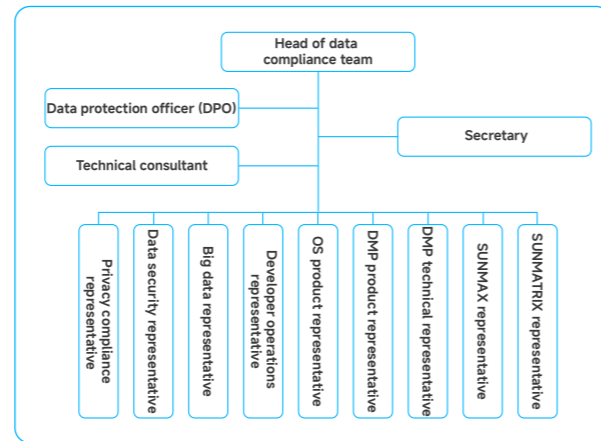 Head of data
compliance team
Data protection officer (DPO)
Secretary
Technical consultant
Privacy compliance
representative
Data security representative
Big data representative
Developer operations
representative
OS product representative
DMP product representative
DMP technical representative
SUNMAX representative
SUNMATRIX representative